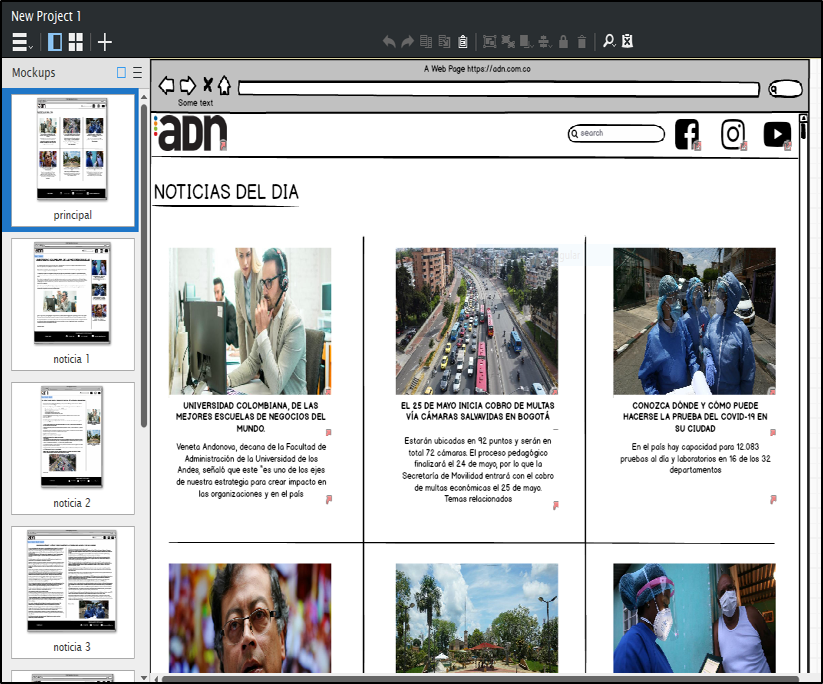 New Project 1
Mockups
principal
noticia 1
noticia 2
noticia 3
A Web Page https://adn.com.co
Some text
adn
search
NOTICIAS DEL DIA
UNIVERSIDAD COLOMBIANA, DE LAS
MEJORES ESCUELAS DE NEGOCIOS DEL
MUNDO.
Veneta Andonova, decana de la Facultad de
Administración de la Universidad de los
Andes, señaló que este "es uno de los ejes
de nuestra estrategia para crear impacto en
las organizaciones y en el país
EL 25 DE MAYO INICIA COBRO DE MULTAS
VÍA CÁMARAS SALVAVIDAS EN BOGOTÁ
Estarán ubicadas en 92 puntos y serán en
total 72 cámaras. El proceso pedagógico
finalizará el 24 de mayo, por lo que la
Secretaría de Movilidad entrará con el cobro
de multas económicas el 25 de mayo.
Temas relacionados
CONOZCA DÓNDE Y CÓMO PUEDE
HACERSE LA PRUEBA DEL COVID-19 EN
SU CIUDAD
En el país hay capacidad para 12.083
pruebas al día y laboratorios en 16 de los 32
departamentos